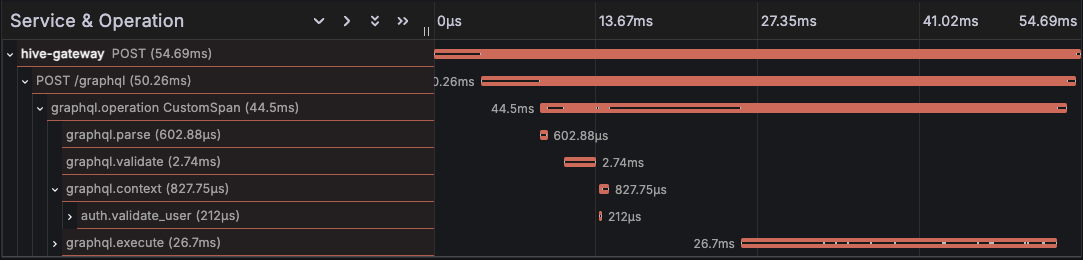 Service & Operation
0µs 13.67ms 27.35ms 41.02ms 54.69ms
hive-gateway POST (54.69ms)
POST /graphql (50.26ms) 0.26ms
graphql.operation CustomSpan (44.5ms) 44.5ms
graphql.parse (602.88µs) 602.88µs
graphql.validate (2.74ms) 2.74ms
graphql.context (827.75µs) 827.75µs
auth.validate_user (212µs) 212µs
graphql.execute (26.7ms) 26.7ms